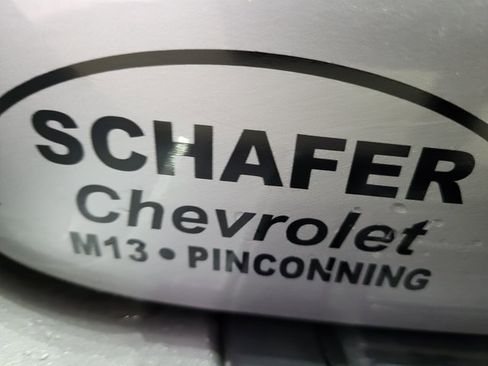 SCHAFER
Chevrolet
M13 • PINCONNING